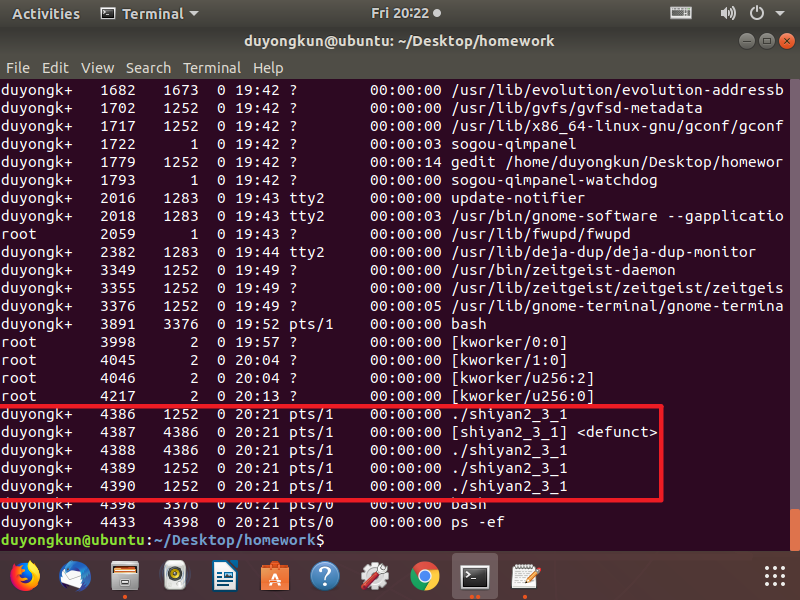 Activities Terminal Fri 20:22
duyongkun@ubuntu: ~/Desktop/homework
File Edit View Search Terminal Help
duyongk+ 1682 1673 0 19:42 ? 00:00:00 /usr/lib/evolution/evolution-addressb
duyongk+ 1702 1252 0 19:42 ? 00:00:00 /usr/lib/gvfs/gvfsd-metadata
duyongk+ 1717 1252 0 19:42 ? 00:00:00 /usr/lib/x86_64-linux-gnu/gconf/gconf
duyongk+ 1722 1 0 19:42 ? 00:00:03 sogou-qimpanel
duyongk+ 1779 1252 0 19:42 ? 00:00:14 gedit /home/duyongkun/Desktop/homewor
duyongk+ 1793 1 0 19:42 ? 00:00:00 sogou-qimpanel-watchdog
duyongk+ 2016 1283 0 19:43 tty2 00:00:00 update-notifier
duyongk+ 2018 1283 0 19:43 tty2 00:00:03 /usr/bin/gnome-software --gapplicatio
root 2059 1 0 19:43 ? 00:00:00 /usr/lib/fwupd/fwupd
duyongk+ 2382 1283 0 19:44 tty2 00:00:00 /usr/lib/deja-dup/deja-dup-monitor
duyongk+ 3349 1252 0 19:49 ? 00:00:00 /usr/bin/zeitgeist-daemon
duyongk+ 3355 1252 0 19:49 ? 00:00:00 /usr/lib/zeitgeist/zeitgeist/zeitgeis
duyongk+ 3376 1252 0 19:49 ? 00:00:05 /usr/lib/gnome-terminal/gnome-termina
duyongk+ 3891 3376 0 19:52 pts/1 00:00:00 bash
root 3998 2 0 19:57 ? 00:00:00 [kworker/0:0]
root 4045 2 0 20:04 ? 00:00:00 [kworker/1:0]
root 4046 2 0 20:04 ? 00:00:00 [kworker/u256:2]
root 4217 2 0 20:13 ? 00:00:00 [kworker/u256:0]
duyongk+ 4386 1252 0 20:21 pts/1 00:00:00 ./shiyan2_3_1
duyongk+ 4387 4386 0 20:21 pts/1 00:00:00 [shiyan2_3_1] <defunct>
duyongk+ 4388 4386 0 20:21 pts/1 00:00:00 ./shiyan2_3_1
duyongk+ 4389 1252 0 20:21 pts/1 00:00:00 ./shiyan2_3_1
duyongk+ 4390 1252 0 20:21 pts/1 00:00:00 ./shiyan2_3_1
duyongk+ 4398 3376 0 20:21 pts/0 00:00:00 bash
duyongk+ 4433 4398 0 20:21 pts/0 00:00:00 ps -ef
duyongkun@ubuntu:~/Desktop/homework$